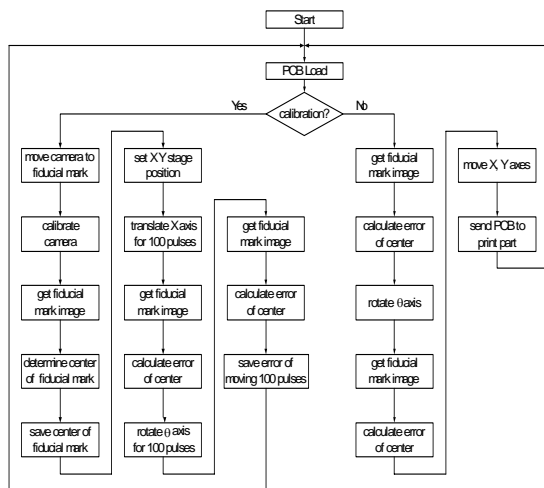 Start
PCB Load
calibration?
Yes
No
move camera to
fiducial mark
calibrate
camera
get fiducial
mark image
determine center
of fiducial mark
save center of
fiducial mark
set XY stage
position
translate X axis
for 100 pulses
get fiducial
mark image
calculate error
of center
rotate θ axis
for 100 pulses
get fiducial
mark image
calculate error
of center
save error of
moving 100 pulses
get fiducial
mark image
calculate error
of center
rotate θ axis
get fiducial
mark image
calculate error
of center
move X, Y axes
send PCB to
print part